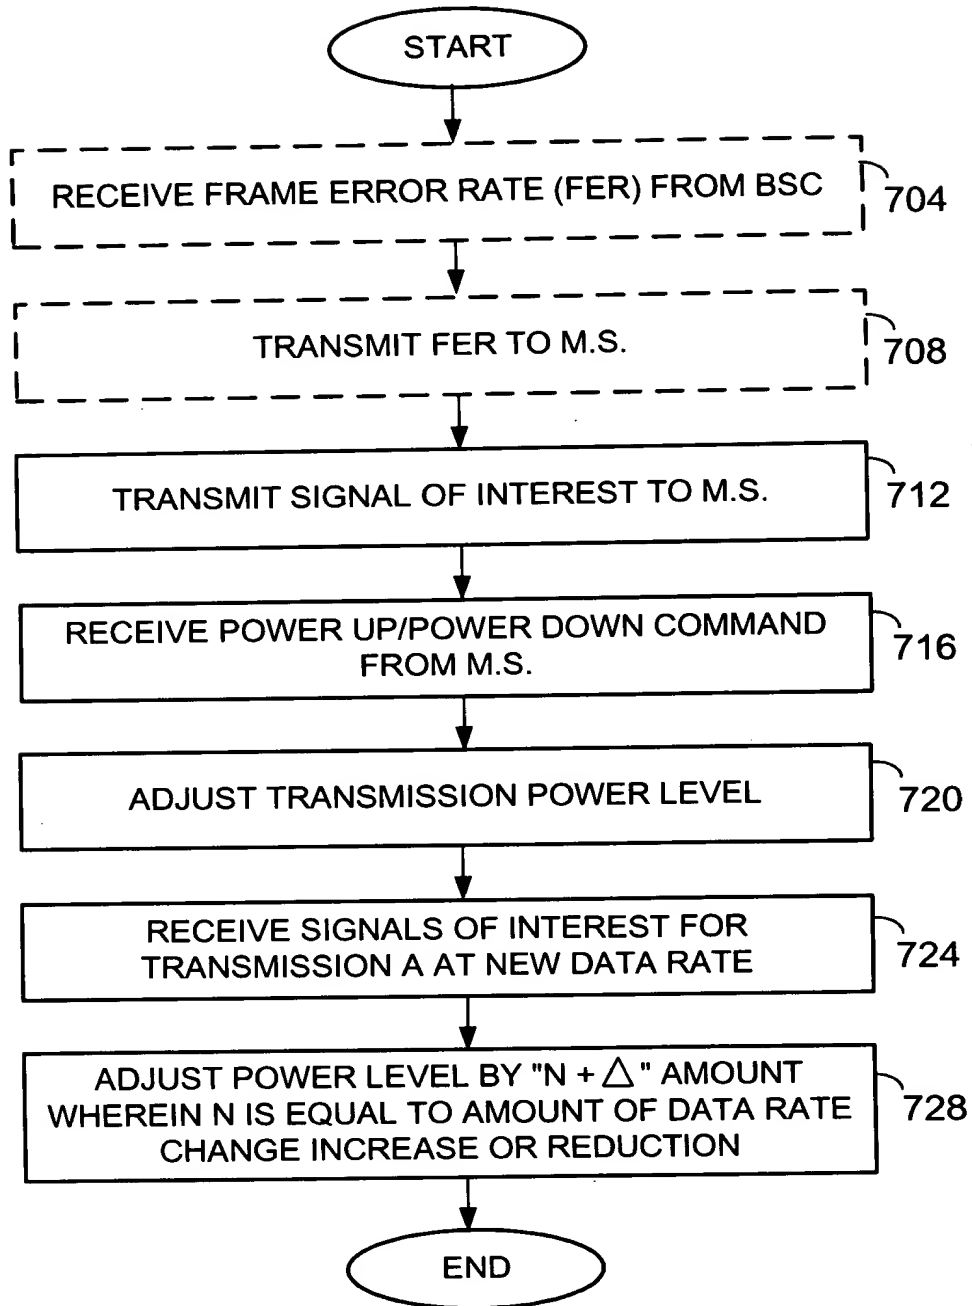 START
RECEIVE FRAME ERROR RATE (FER) FROM BSC
704
TRANSMIT FER TO M.S.
708
TRANSMIT SIGNAL OF INTEREST TO M.S.
712
RECEIVE POWER UP/POWER DOWN COMMAND
FROM M.S.
716
ADJUST TRANSMISSION POWER LEVEL
720
RECEIVE SIGNALS OF INTEREST FOR
TRANSMISSION A AT NEW DATA RATE
724
ADJUST POWER LEVEL BY "N + △" AMOUNT
WHEREIN N IS EQUAL TO AMOUNT OF DATA RATE
CHANGE INCREASE OR REDUCTION
728
END